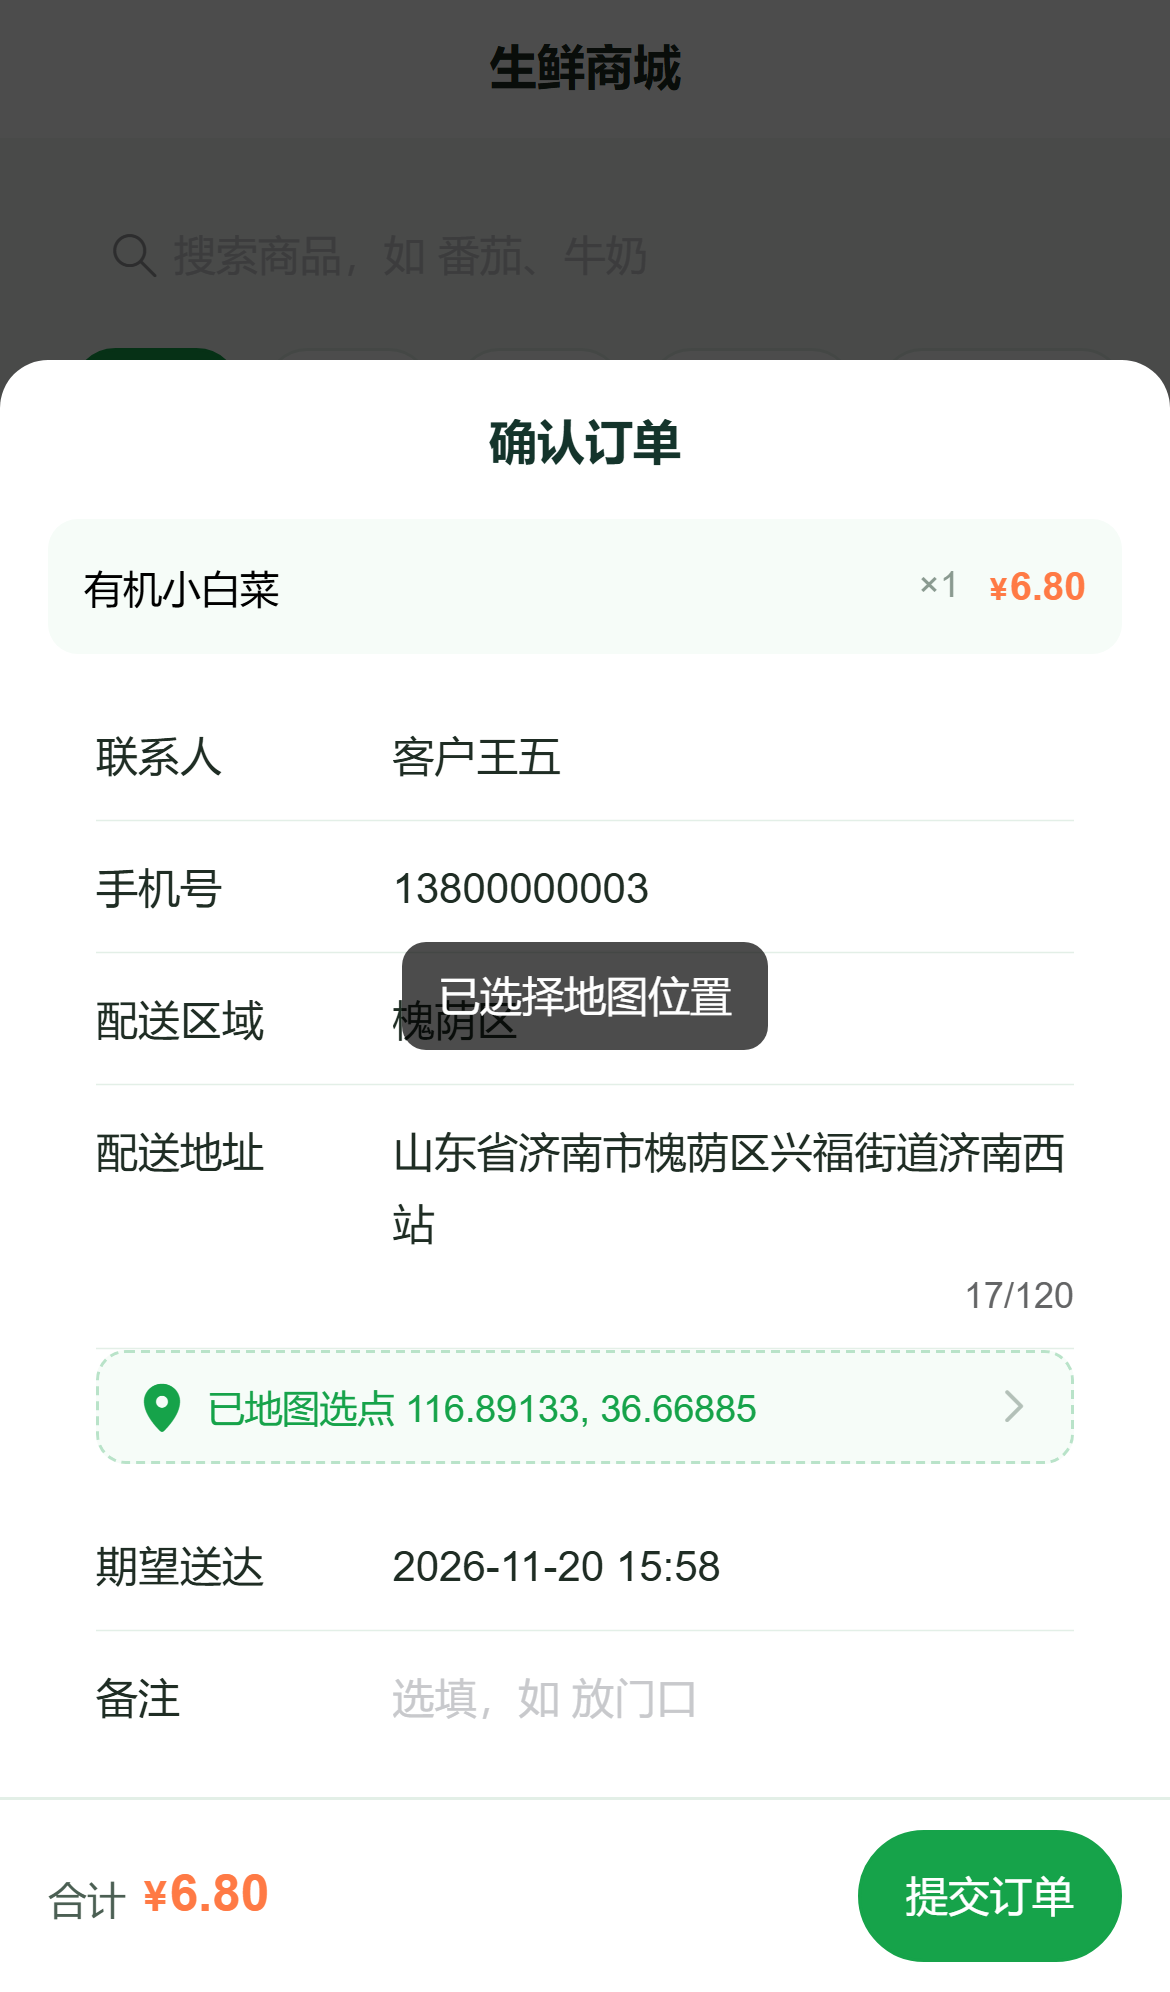 生鲜商城
搜索商品，如 番茄、牛奶
确认订单
有机小白菜 ×1 ¥6.80
联系人 客户王五
手机号 13800000003
已选择地图位置
配送区域 槐荫区
配送地址 山东省济南市槐荫区兴福街道济南西
站
17/120
已地图选点 116.89133, 36.66885
期望送达 2026-11-20 15:58
备注 选填，如 放门口
合计 ¥6.80 提交订单